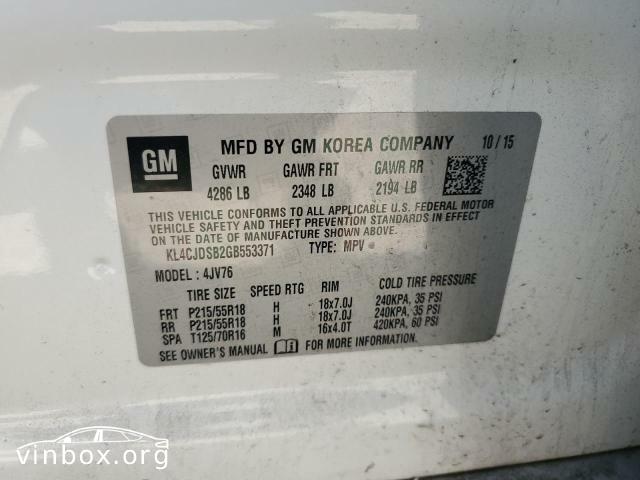 GM
MFD BY GM KOREA COMPANY 10/15
GVWR GAWR FRT GAWR RR
4286 LB 2348 LB 2194 LB
THIS VEHICLE CONFORMS TO ALL APPLICABLE U.S. FEDERAL MOTOR
VEHICLE SAFETY AND THEFT PREVENTION STANDARDS IN EFFECT
ON THE DATE OF MANUFACTURE SHOWN ABOVE.
KL4CJDSB2GB553371 TYPE: MPV
MODEL: 4JV76
TIRE SIZE SPEED RTG RIM COLD TIRE PRESSURE
FRT P215/55R18 H 18x7.0J 240KPA, 35 PSI
RR P215/55R18 H 18x7.0J 240KPA, 35 PSI
SPA T125/70R16 M 16x4.0T 420KPA, 60 PSI
SEE OWNER'S MANUAL FOR MORE INFORMATION.
vinbox.org